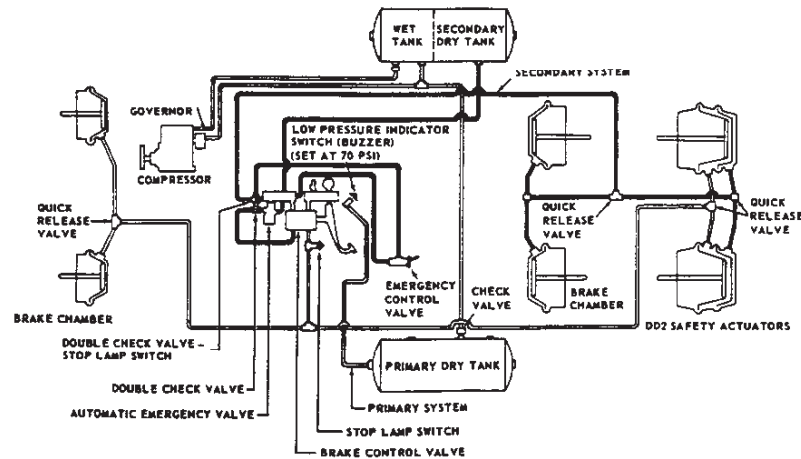 WET
TANK
SECONDARY
DRY TANK
SECONDARY SYSTEM
GOVERNOR
LOW PRESSURE INDICATOR
SWITCH (BUZZER)
(SET AT 70 PSI)
COMPRESSOR
QUICK
RELEASE
VALVE
QUICK
RELEASE
VALVE
QUICK
RELEASE
VALVE
EMERGENCY
CONTROL
VALVE
CHECK
VALVE
BRAKE
CHAMBER
BRAKE CHAMBER
DD2 SAFETY ACTUATORS
DOUBLE CHECK VALVE-
STOP LAMP SWITCH
PRIMARY DRY TANK
DOUBLE CHECK VALVE
AUTOMATIC EMERGENCY VALVE
PRIMARY SYSTEM
STOP LAMP SWITCH
BRAKE CONTROL VALVE